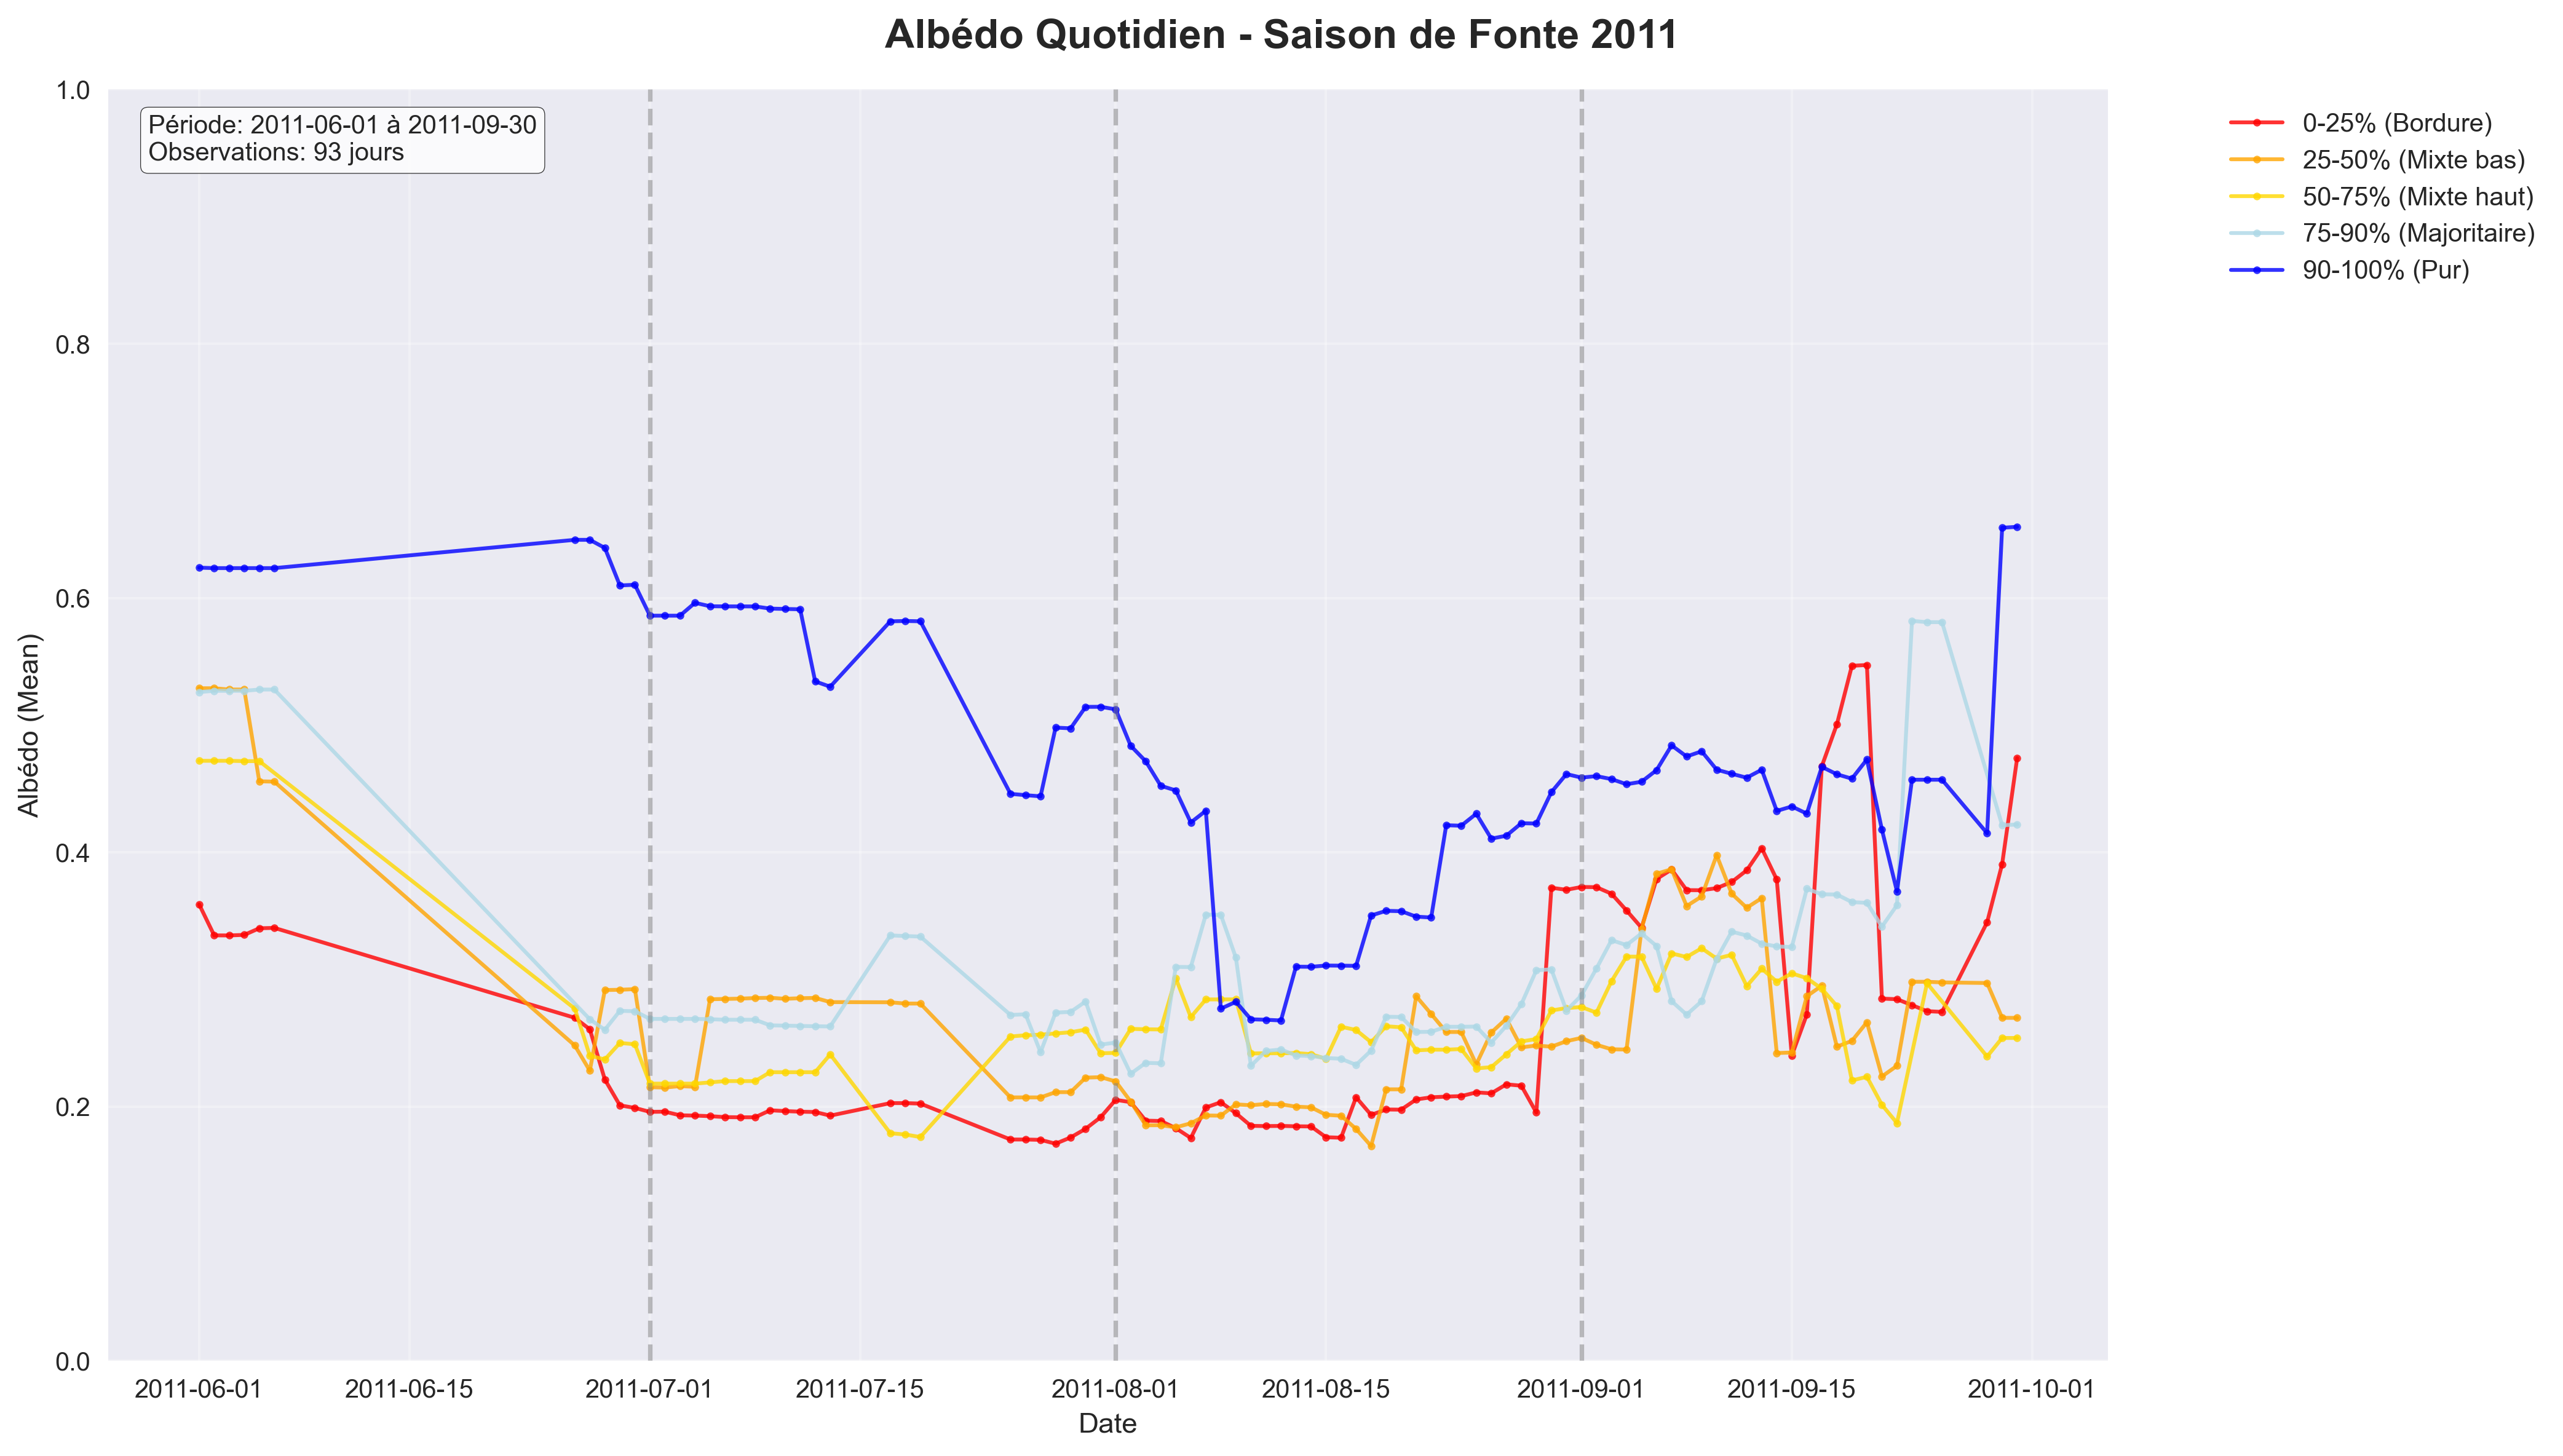 Albédo Quotidien - Saison de Fonte 2011
Période: 2011-06-01 à 2011-09-30
Observations: 93 jours
0-25% (Bordure)
25-50% (Mixte bas)
50-75% (Mixte haut)
75-90% (Majoritaire)
90-100% (Pur)
Albédo (Mean)
1.0
0.8
0.6
0.4
0.2
0.0
2011-06-01
2011-06-15
2011-07-01
2011-07-15
2011-08-01
2011-08-15
2011-09-01
2011-09-15
2011-10-01
Date